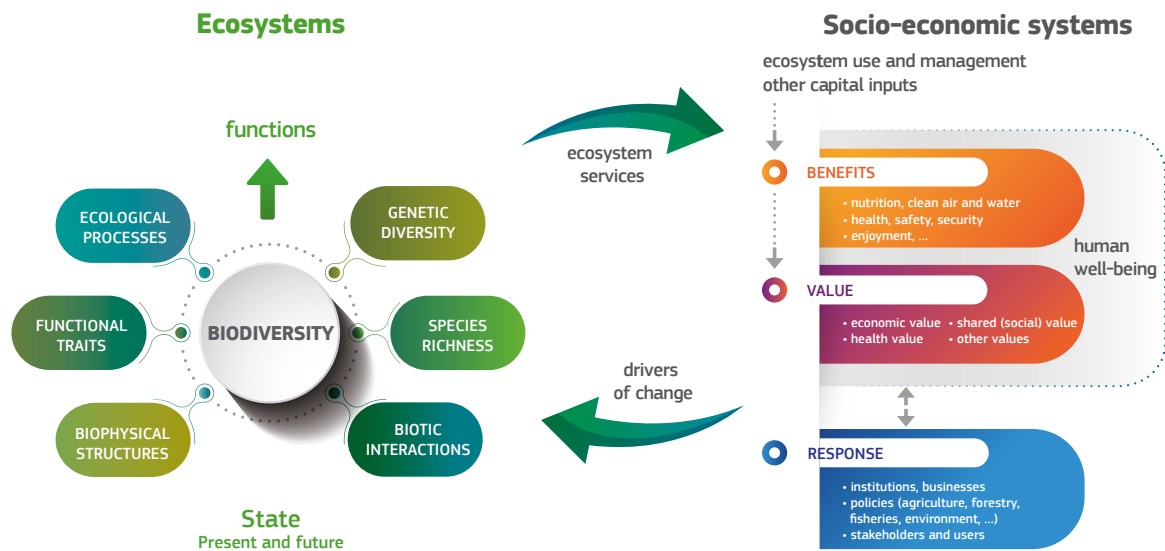 Ecosystems
functions
ECOLOGICAL
PROCESSES
GENETIC
DIVERSITY
FUNCTIONAL
TRAITS
BIODIVERSITY
SPECIES
RICHNESS
BIOPHYSICAL
STRUCTURES
BIOTIC
INTERACTIONS
State
Present and future
ecosystem
services
drivers
of change
Socio-economic systems
ecosystem use and management
other capital inputs
BENEFITS
• nutrition, clean air and water
• health, safety, security
• enjoyment, ...
human
well-being
VALUE
• economic value • shared (social) value
• health value • other values
RESPONSE
• institutions, businesses
• policies (agriculture, forestry,
fisheries, environment, ...)
• stakeholders and users